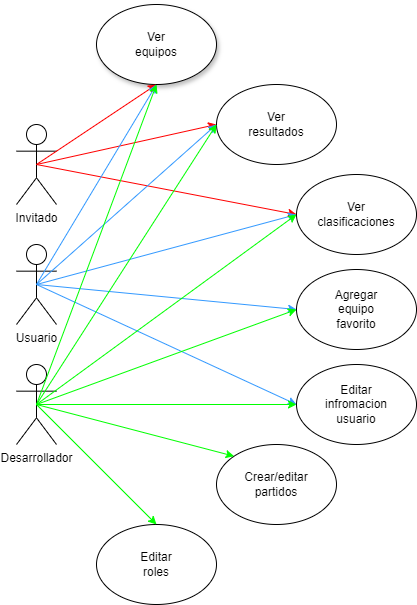 Ver
equipos
Ver
resultados
Invitado
Ver
clasificaciones
Agregar
equipo
favorito
Usuario
Editar
infromacion
usuario
Desarrollador
Crear/editar
partidos
Editar
roles